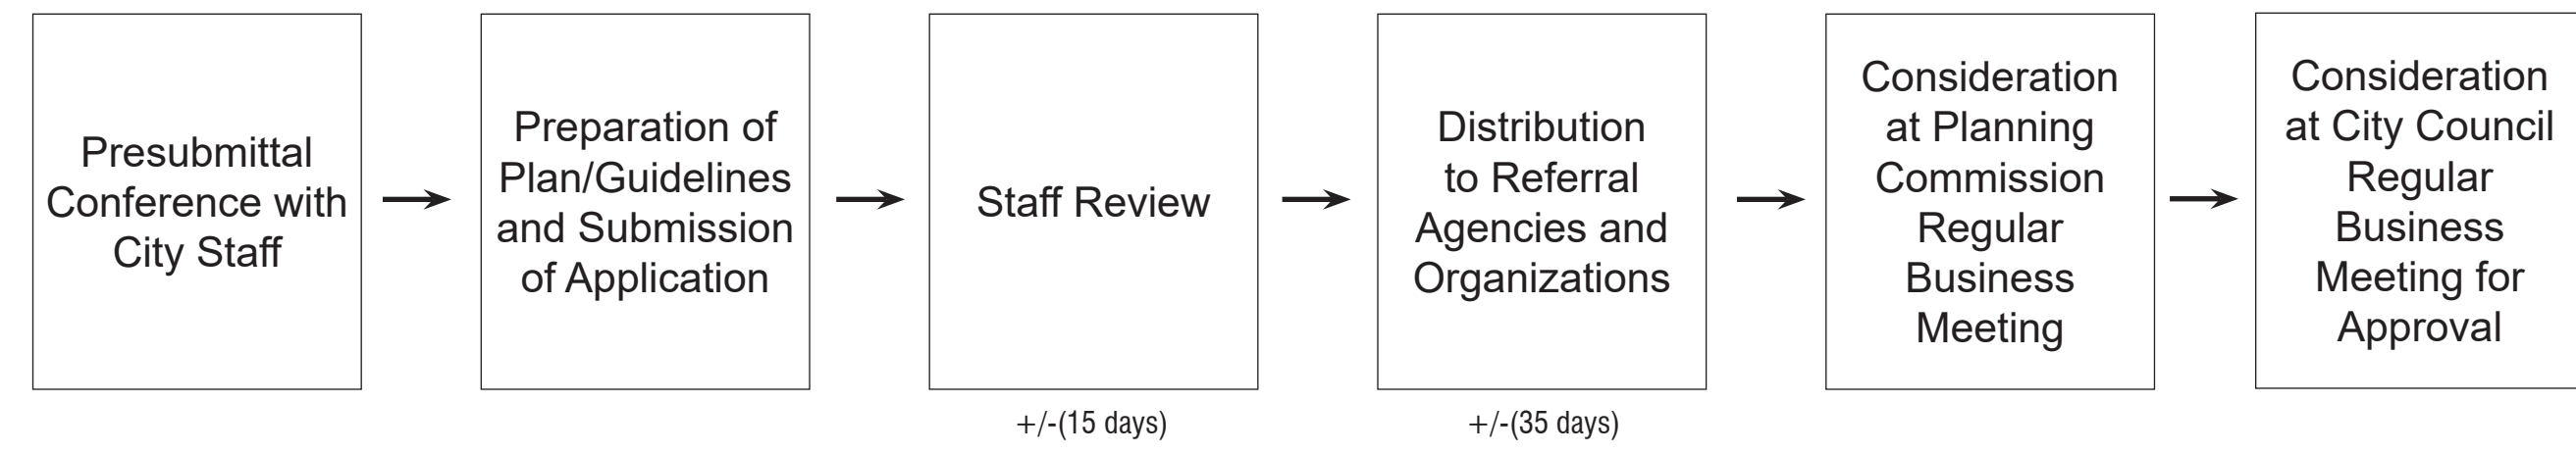 Presubmittal
Conference with
City Staff
Preparation of
Plan/Guidelines
and Submission
of Application
Staff Review
+/-(15 days)
Distribution
to Referral
Agencies and
Organizations
+/-(35 days)
Consideration
at Planning
Commission
Regular
Business
Meeting
Consideration
at City Council
Regular
Business
Meeting for
Approval